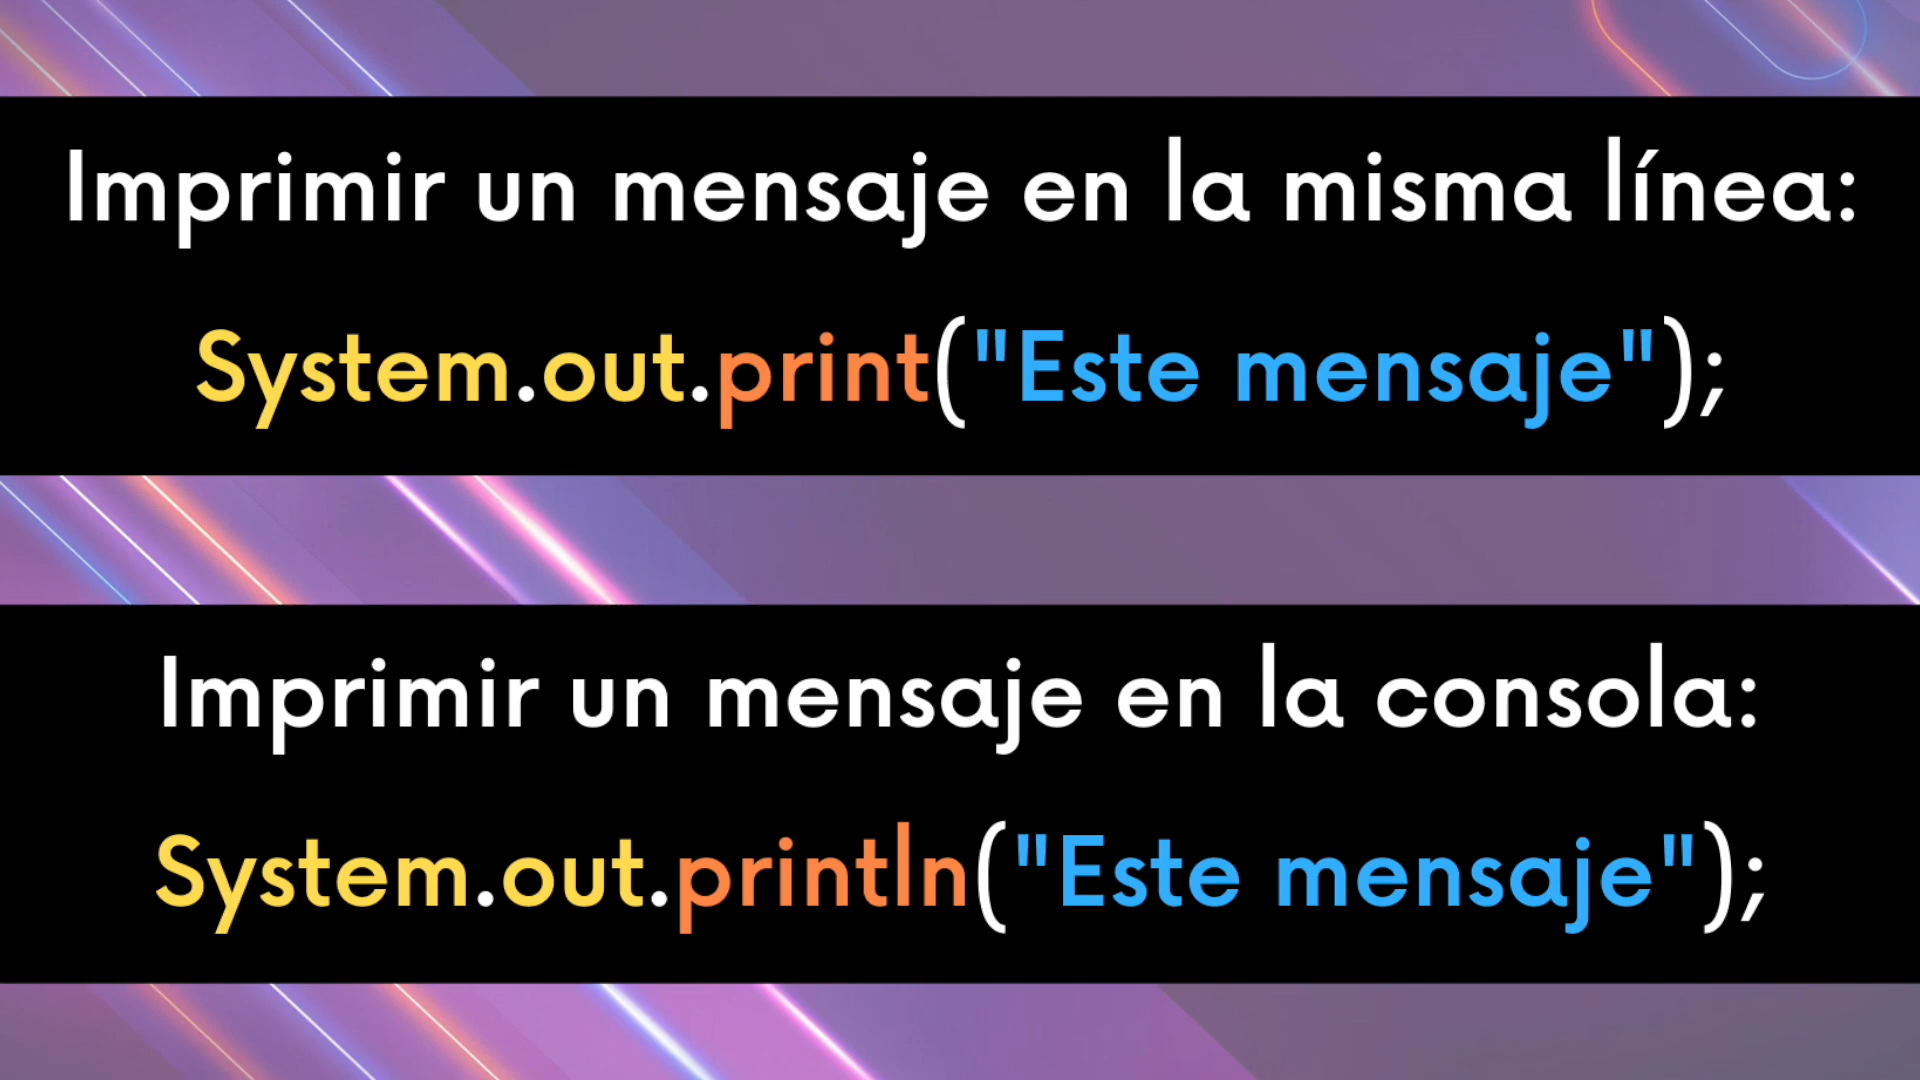 Imprimir un mensaje en la misma línea:
System.out.print("Este mensaje");
Imprimir un mensaje en la consola:
System.out.println("Este mensaje");